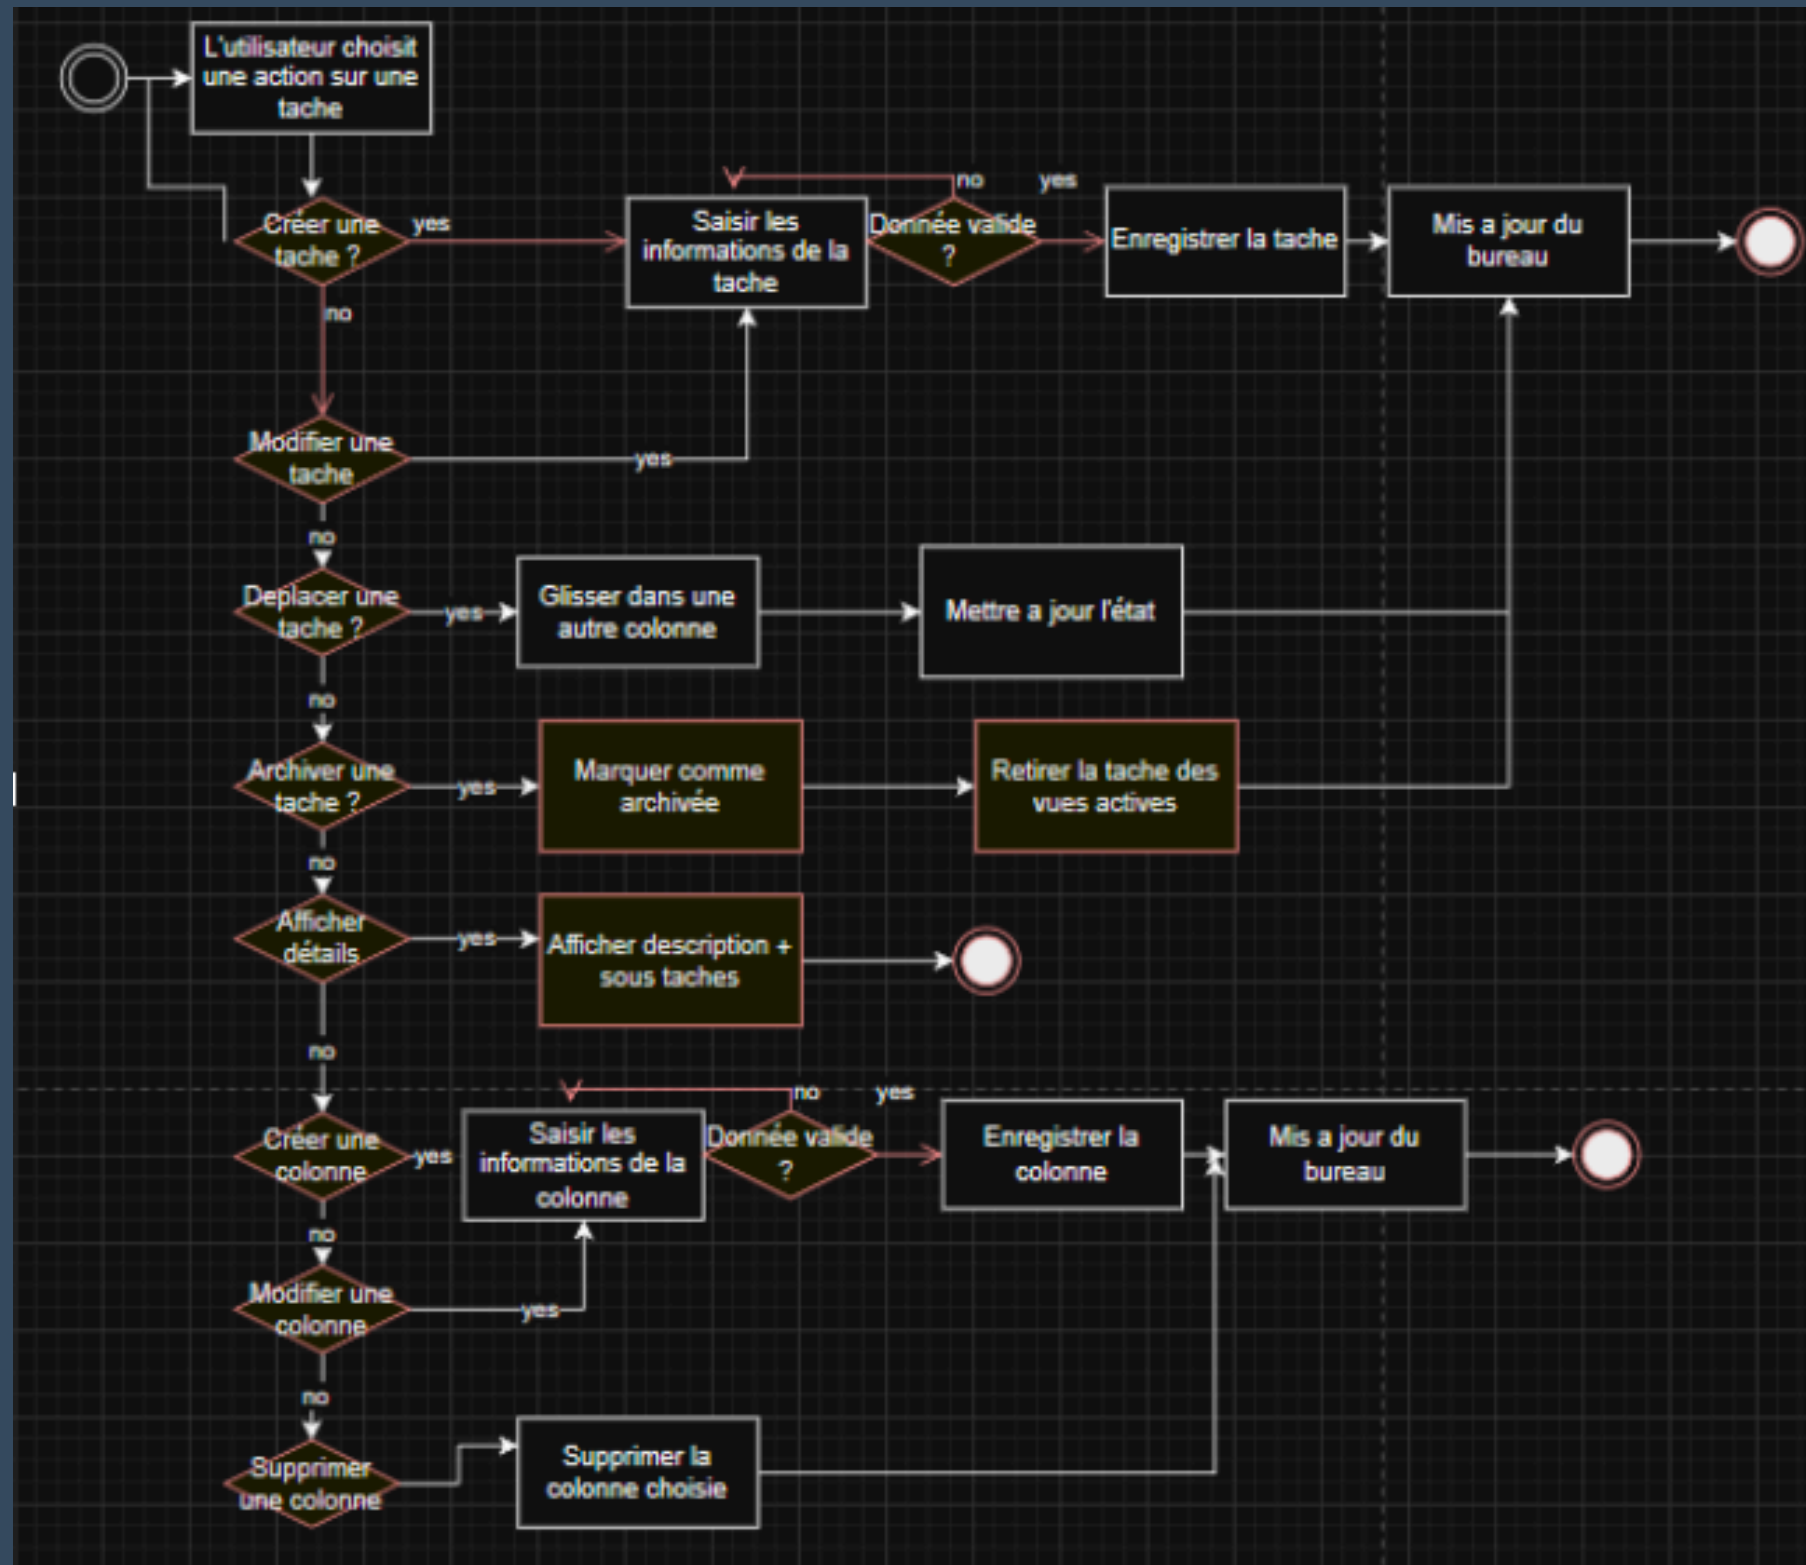 L'utilisateur choisit
une action sur une
tache
no
yes
Créer une
tache ?
yes
Saisir les
informations de la
tache
Donnée valide
?
Enregistrer la tache
Mis a jour du
bureau
no
Modifier une
tache
yes
no
Deplacer une
tache ?
yes
Glisser dans une
autre colonne
Mettre a jour l'état
no
Archiver une
tache ?
yes
Marquer comme
archivée
Retirer la tache des
vues actives
no
Afficher
détails
yes
Afficher description +
sous taches
no
no
yes
Créer une
colonne
yes
Saisir les
informations de la
colonne
Donnée valide
?
Enregistrer la
colonne
Mis a jour du
bureau
no
Modifier une
colonne
yes
no
Supprimer
une colonne
Supprimer la
colonne choisie